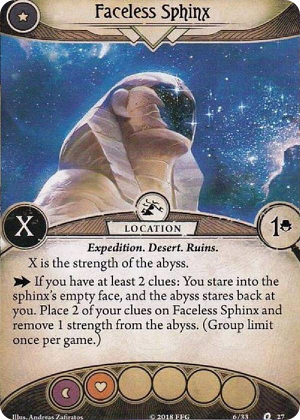 Faceless Sphinx
X
LOCATION
1
Expedition. Desert. Ruins.
X is the strength of the abyss.
If you have at least 2 clues: You stare into the
sphinx's empty face, and the abyss stares back at
you. Place 2 of your clues on Faceless Sphinx and
remove 1 strength from the abyss. (Group limit
once per game.)
Illus. Andreas Zafiratos
© 2018 FFG
6/33
27